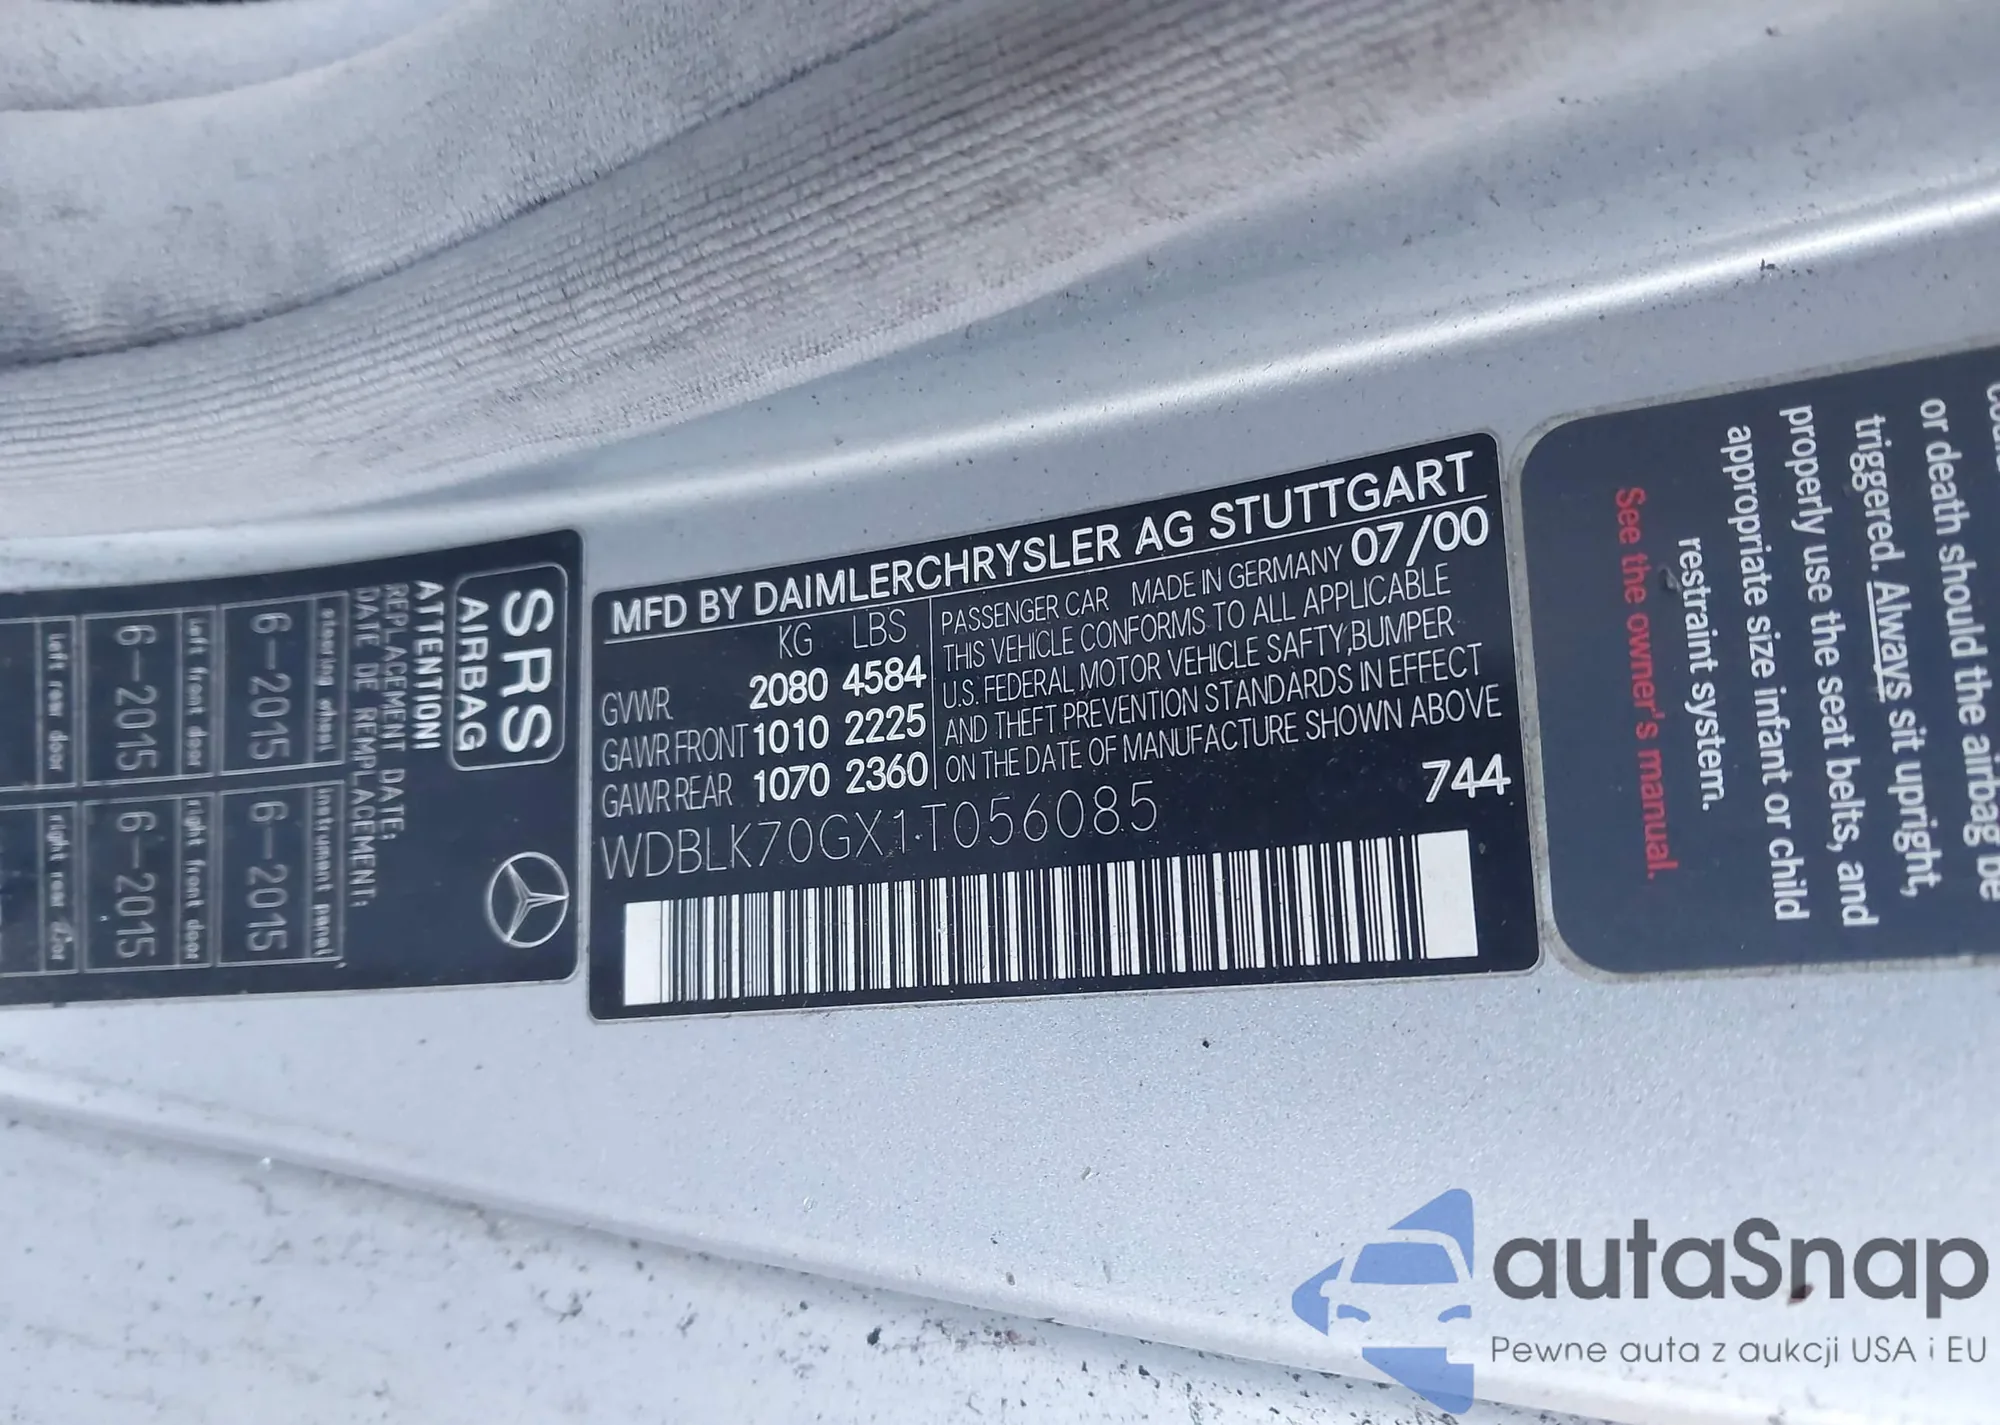 SRS
AIRBAG
ATTENTION!
REPLACEMENT DATE:
DATE DE REMPLACEMENT:
steering wheel
6-2015
instrument panel
6-2015
left front door
6-2015
right front door
6-2015
left rear door
right rear door
MFD BY DAIMLERCHRYSLER AG STUTTGART
KG LBS
GVWR 2080 4584
GAWR FRONT 1010 2225
GAWR REAR 1070 2360
PASSENGER CAR MADE IN GERMANY 07/00
THIS VEHICLE CONFORMS TO ALL APPLICABLE
U.S. FEDERAL MOTOR VEHICLE SAFTY,BUMPER
AND THEFT PREVENTION STANDARDS IN EFFECT
ON THE DATE OF MANUFACTURE SHOWN ABOVE
WDBLK70GX1T056085
744
or death should the airbag be
triggered. Always sit upright,
properly use the seat belts, and
appropriate size infant or child
restraint system.
See the owner's manual.
autaSnap
Pewne auta z aukcji USA i EU